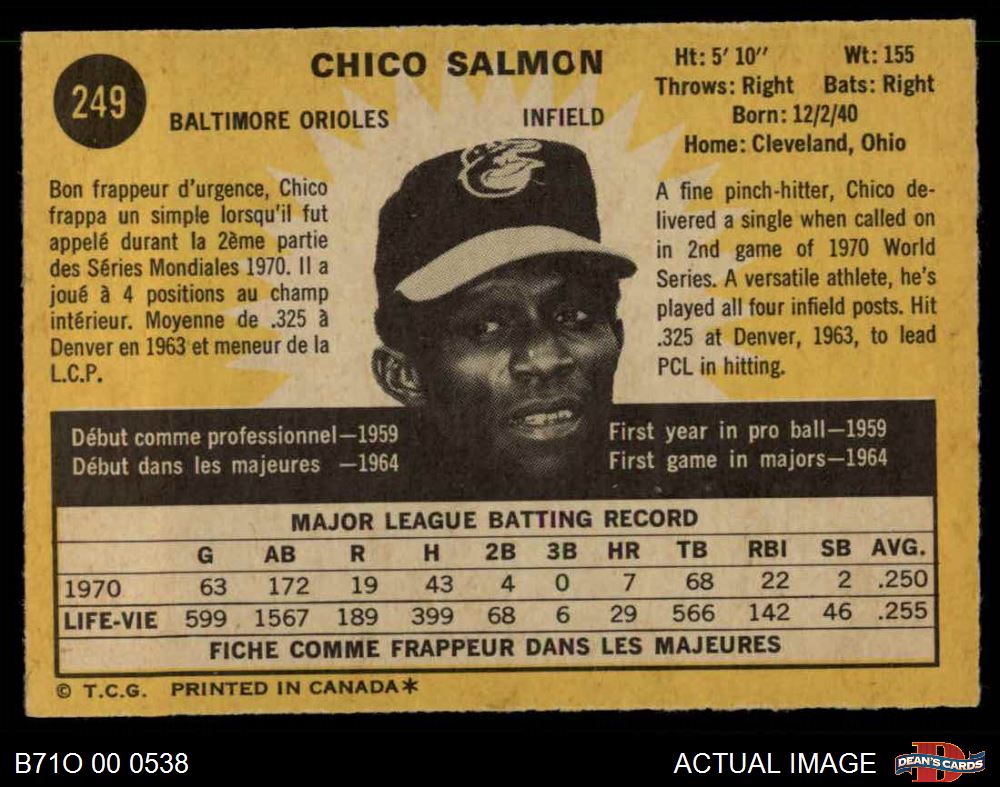 249
CHICO SALMON
BALTIMORE ORIOLES INFIELD
Ht: 5' 10" Wt: 155
Throws: Right Bats: Right
Born: 12/2/40
Home: Cleveland, Ohio
Bon frappeur d'urgence, Chico
frappa un simple lorsqu'il fut
appelé durant la 2ème partie
des Séries Mondiales 1970. Il a
joué à 4 positions au champ
intérieur. Moyenne de .325 à
Denver en 1963 et meneur de la
L.C.P.
A fine pinch-hitter, Chico de-
livered a single when called on
in 2nd game of 1970 World
Series. A versatile athlete, he's
played all four infield posts. Hit
.325 at Denver, 1963, to lead
PCL in hitting.
Début comme professionnel—1959
Début dans les majeures —1964
First year in pro ball—1959
First game in majors—1964
MAJOR LEAGUE BATTING RECORD
G AB R H 2B 3B HR TB RBI SB AVG.
1970 63 172 19 43 4 0 7 68 22 2 .250
LIFE-VIE 599 1567 189 399 68 6 29 566 142 46 .255
FICHE COMME FRAPPEUR DANS LES MAJEURES
© T.C.G. PRINTED IN CANADA*
B71O 00 0538 ACTUAL IMAGE
DEAN'S CARDS